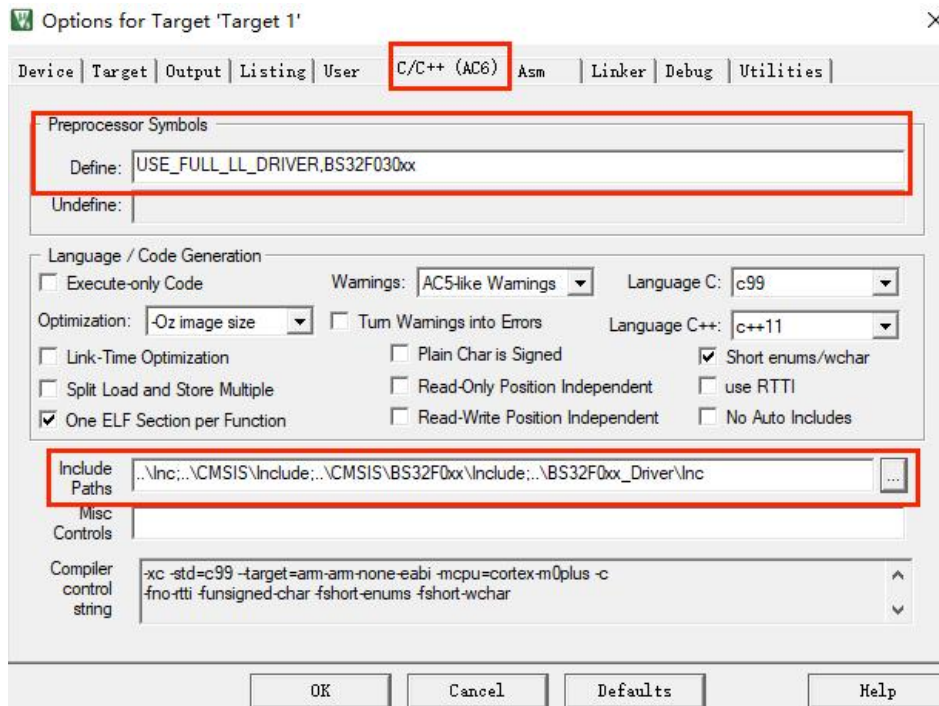 Options for Target 'Target 1'
Device Target Output Listing User C/C++ (AC6) Asm Linker Debug Utilities
Preprocessor Symbols
Define: USE_FULL_LL_DRIVER,BS32F030xx
Undefine:
Language / Code Generation
Execute-only Code Warnings: AC5-like Warnings Language C: c99
Optimization: -Oz image size Turn Warnings into Errors Language C++: c++11
Link-Time Optimization Plain Char is Signed Short enums/wchar
Split Load and Store Multiple Read-Only Position Independent use RTTI
One ELF Section per Function Read-Write Position Independent No Auto Includes
Include Paths ..\Inc;..\CMSIS\Include;..\CMSIS\BS32F0xx\Include;..\BS32F0xx_Driver\Inc ...
Misc Controls
Compiler control string -xc -std=c99 --target=arm-arm-none-eabi -mcpu=cortex-m0plus -c
-fno-rtti -funsigned-char -fshort-enums -fshort-wchar
OK Cancel Defaults Help